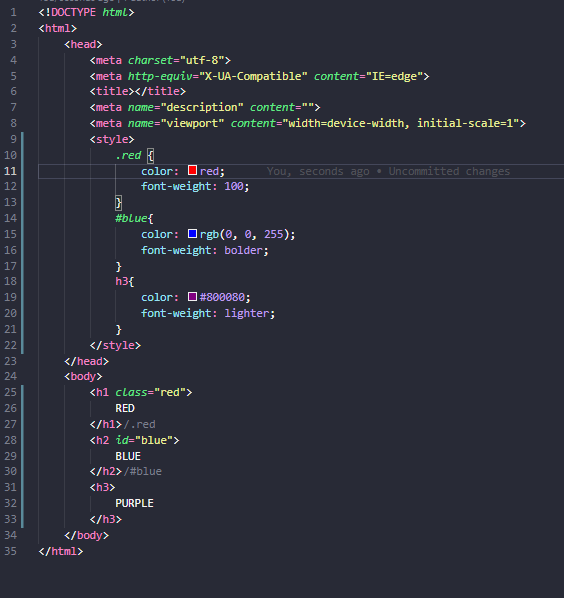 1 <!DOCTYPE html>
2 <html>
3 <head>
4 <meta charset="utf-8">
5 <meta http-equiv="X-UA-Compatible" content="IE=edge">
6 <title></title>
7 <meta name="description" content="">
8 <meta name="viewport" content="width=device-width, initial-scale=1">
9 <style>
10 .red {
11 color: red; You, seconds ago • Uncommitted changes
12 font-weight: 100;
13 }
14 #blue{
15 color: rgb(0, 0, 255);
16 font-weight: bolder;
17 }
18 h3{
19 color: #800080;
20 font-weight: lighter;
21 }
22 </style>
23 </head>
24 <body>
25 <h1 class="red">
26 RED
27 </h1>/.red
28 <h2 id="blue">
29 BLUE
30 </h2>/#blue
31 <h3>
32 PURPLE
33 </h3>
34 </body>
35 </html>